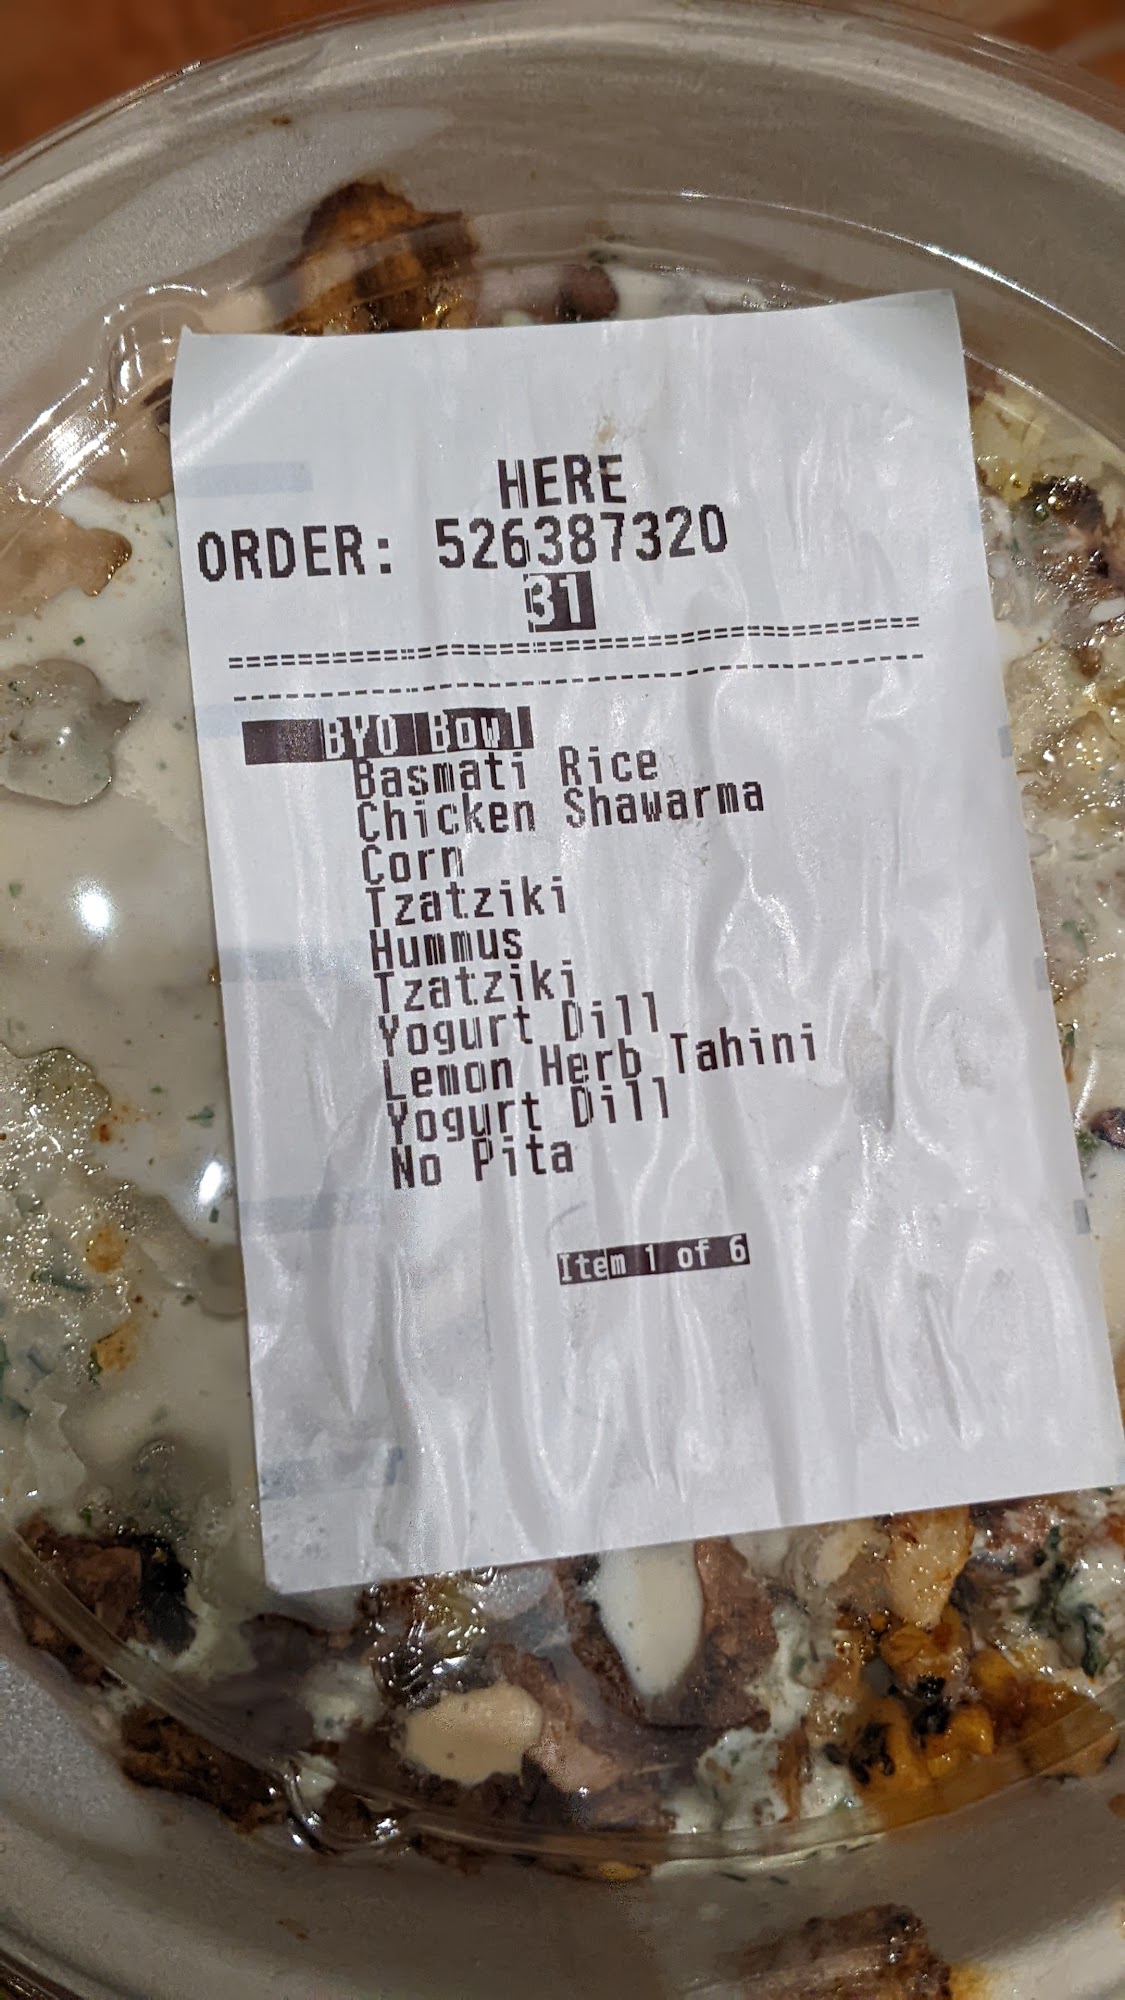 HERE
ORDER: 526387320
31
==================================================
--------------------------------------------------
BYO Bowl
Basmati Rice
Chicken Shawarma
Corn
Tzatziki
Hummus
Tzatziki
Yogurt Dill
Lemon Herb Tahini
Yogurt Dill
No Pita
Item 1 of 6